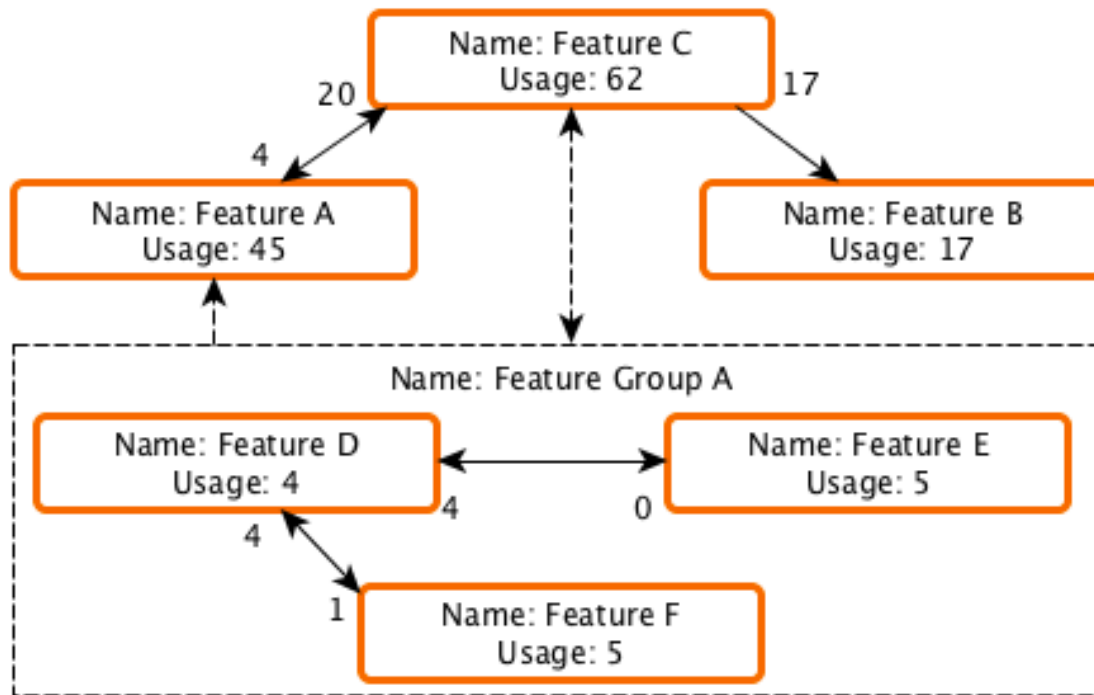 Name: Feature C
Usage: 62
20
17
4
Name: Feature A
Usage: 45
Name: Feature B
Usage: 17
Name: Feature Group A
Name: Feature D
Usage: 4
Name: Feature E
Usage: 5
4
0
4
1
Name: Feature F
Usage: 5